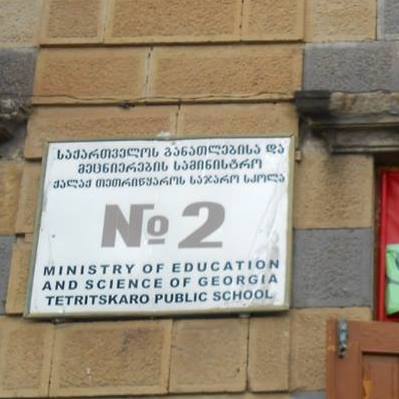 საქართველოს განათლებისა და
მეცნიერების სამინისტრო
ქალაქ თეთრიწყაროს საჯარო სკოლა
№ 2
MINISTRY OF EDUCATION
AND SCIENCE OF GEORGIA
TETRITSKARO PUBLIC SCHOOL